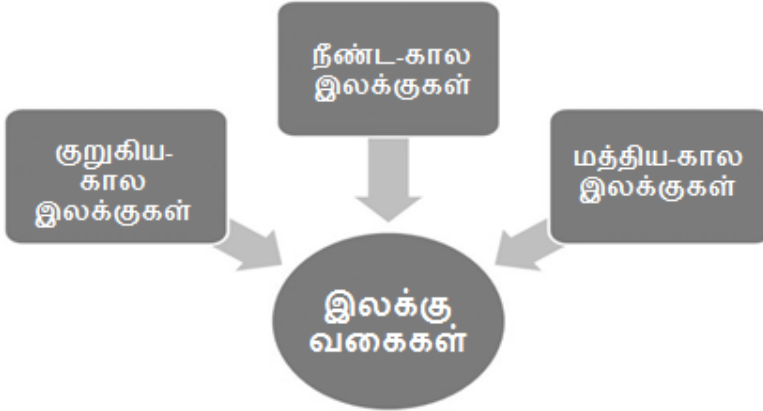 நீண்ட-கால
இலக்குகள்
குறுகிய-
கால
இலக்குகள்
மத்திய-கால
இலக்குகள்
இலக்கு
வகைகள்